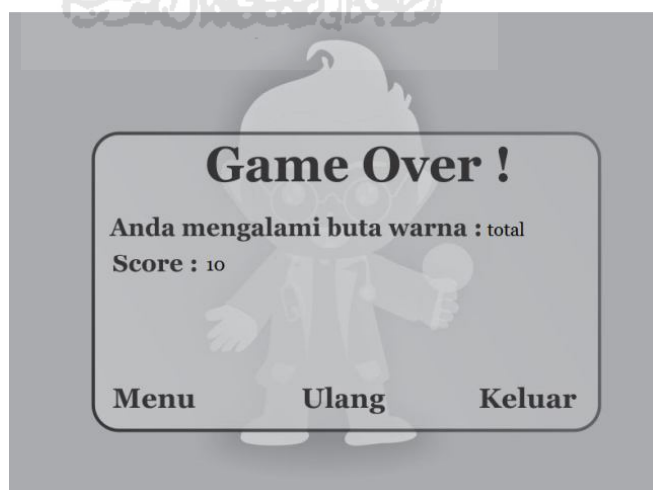 Game Over !
Anda mengalami buta warna : total
Score : 10
Menu Ulang Keluar